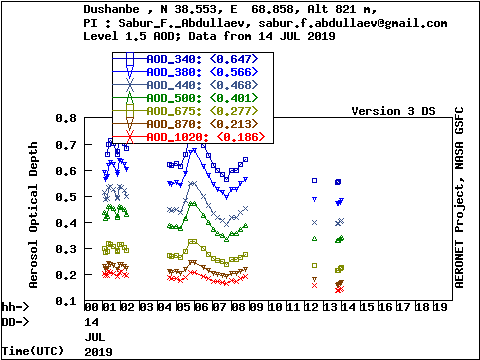 Dushanbe , N 38.553, E 68.858, Alt 821 m,
PI : Sabur_F._Abdullaev, sabur.f.abdullaev@gmail.com
Level 1.5 AOD; Data from 14 JUL 2019
AOD_340: <0.647>
AOD_380: <0.566>
AOD_440: <0.468>
AOD_500: <0.401>
AOD_675: <0.277>
AOD_870: <0.213>
AOD_1020: <0.186>
Version 3 DS
0.8
0.7
0.6
0.5
0.4
0.3
0.2
0.1
Aerosol Optical Depth
AERONET Project, NASA GSFC
hh-> 00 01 02 03 04 05 06 07 08 09 10 11 12 13 14 15 16 17 18 19
DD-> 14
JUL
Time(UTC) 2019